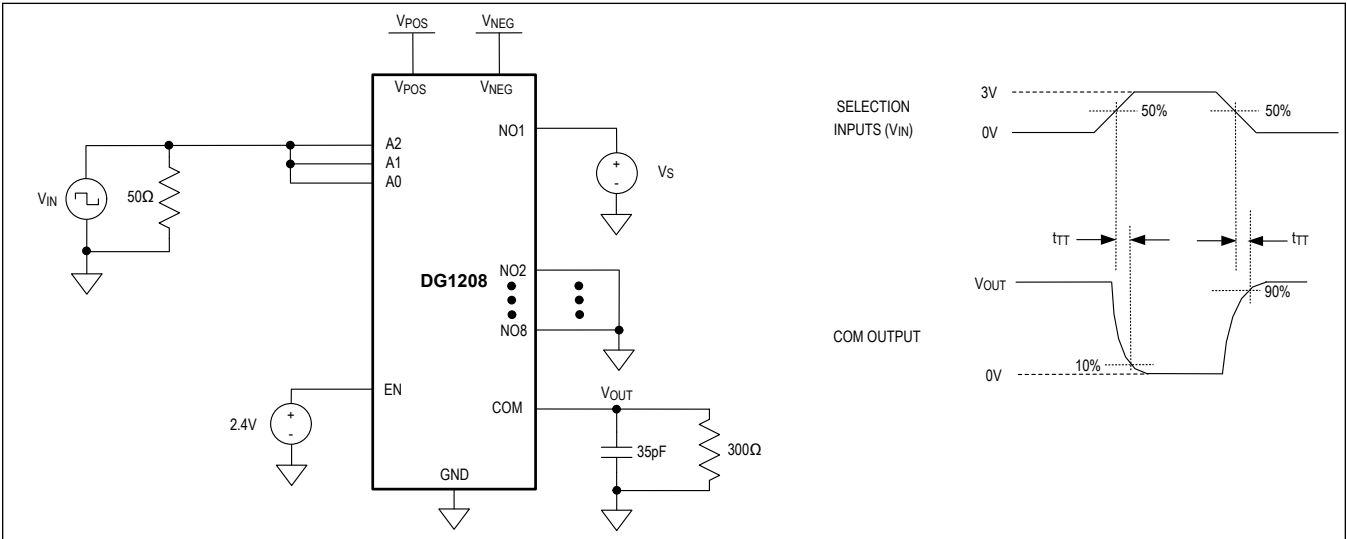 VPOS VNEG
VPOS VNEG
A2
A1
A0
VIN
50Ω
NO1
VS
DG1208
NO2
NO8
EN
2.4V
COM
VOUT
35pF
300Ω
GND
SELECTION
INPUTS (VIN)
3V
0V
50%
50%
tTT
tTT
VOUT
90%
COM OUTPUT
10%
0V